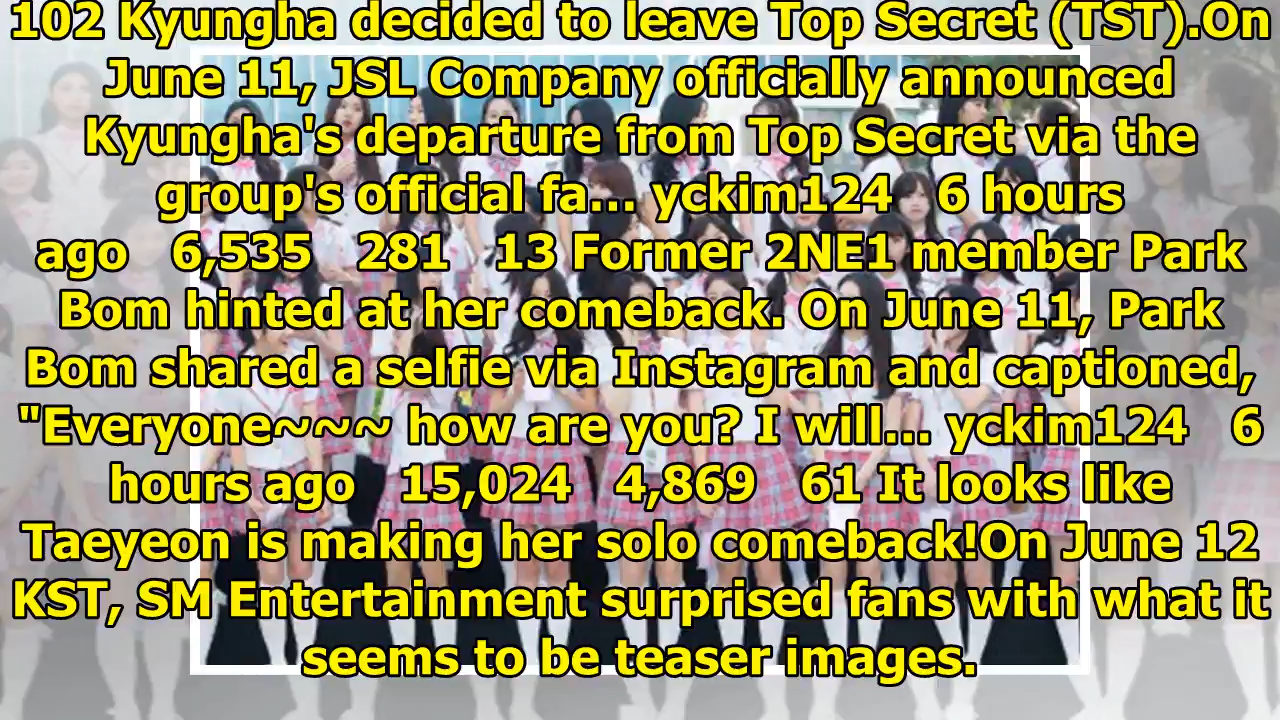 102 Kyungha decided to leave Top Secret (TST).On
June 11, JSL Company officially announced
Kyungha's departure from Top Secret via the
group's official fa... yckim124   6 hours
ago   6,535   281   13 Former 2NE1 member Park
Bom hinted at her comeback. On June 11, Park
Bom shared a selfie via Instagram and captioned,
"Everyone~~~ how are you? I will... yckim124   6
hours ago   15,024   4,869   61 It looks like
Taeyeon is making her solo comeback!On June 12
KST, SM Entertainment surprised fans with what it
seems to be teaser images.